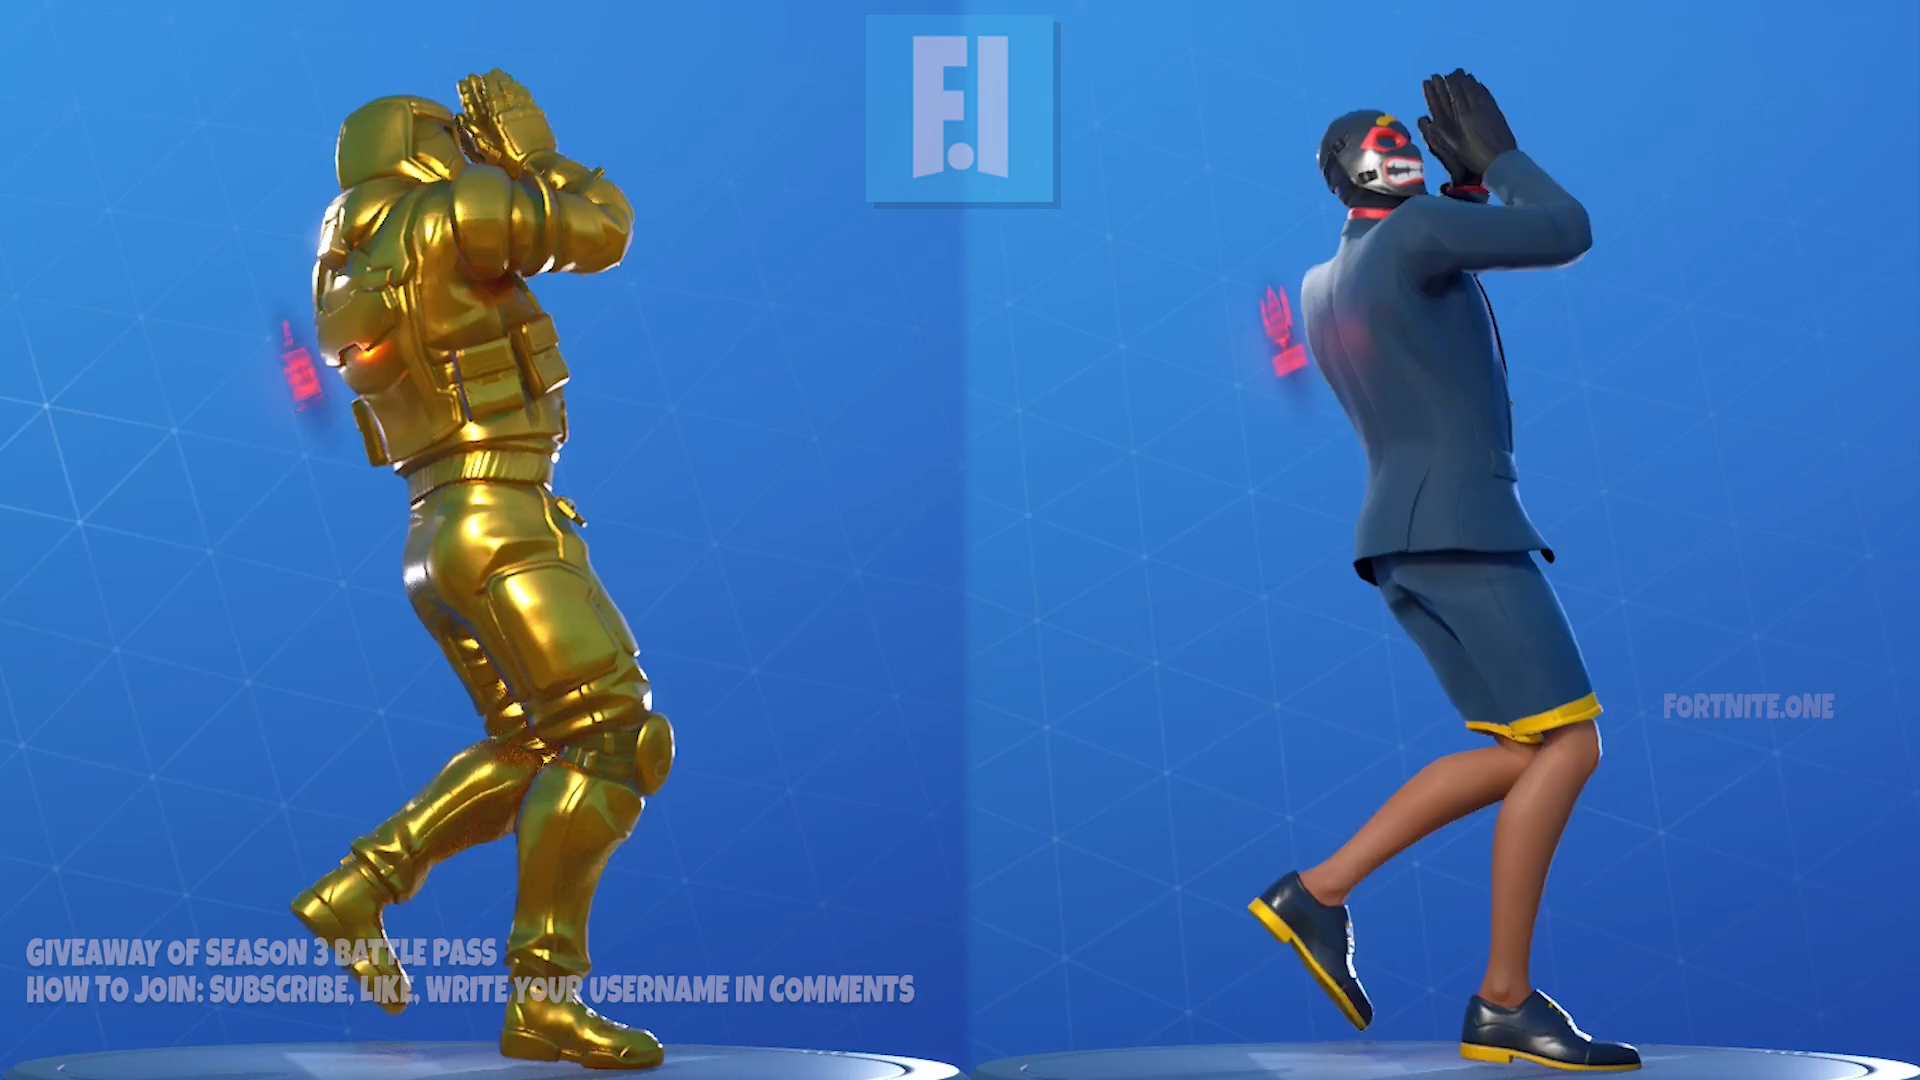 F.I
FORTNITE.ONE
GIVEAWAY OF SEASON 3 BATTLE PASS
HOW TO JOIN: SUBSCRIBE, LIKE, WRITE YOUR USERNAME IN COMMENTS